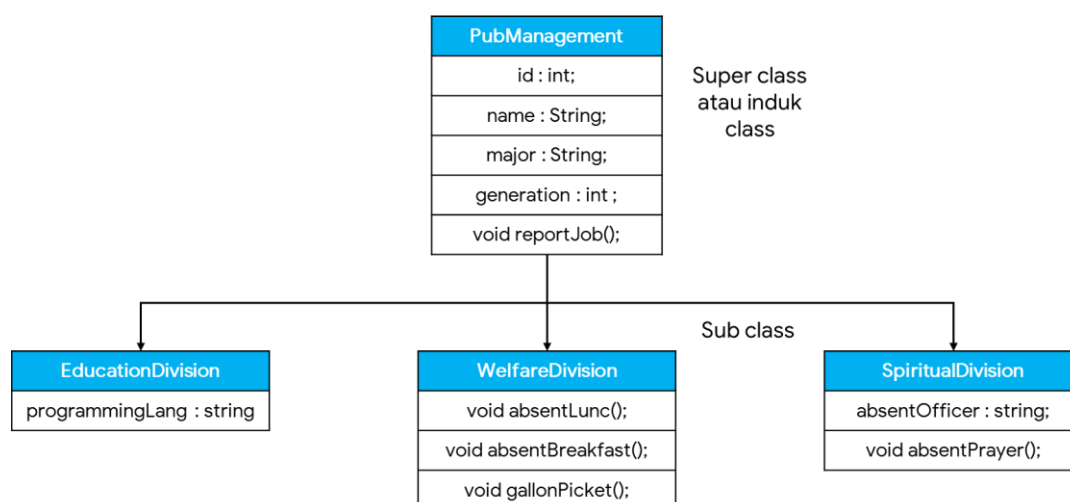 PubManagement
id : int;
name : String;
major : String;
generation : int ;
void reportJob();
Super class
atau induk
class
Sub class
EducationDivision
programmingLang : string
WelfareDivision
void absentLunc();
void absentBreakfast();
void gallonPicket();
SpiritualDivision
absentOfficer : string;
void absentPrayer();